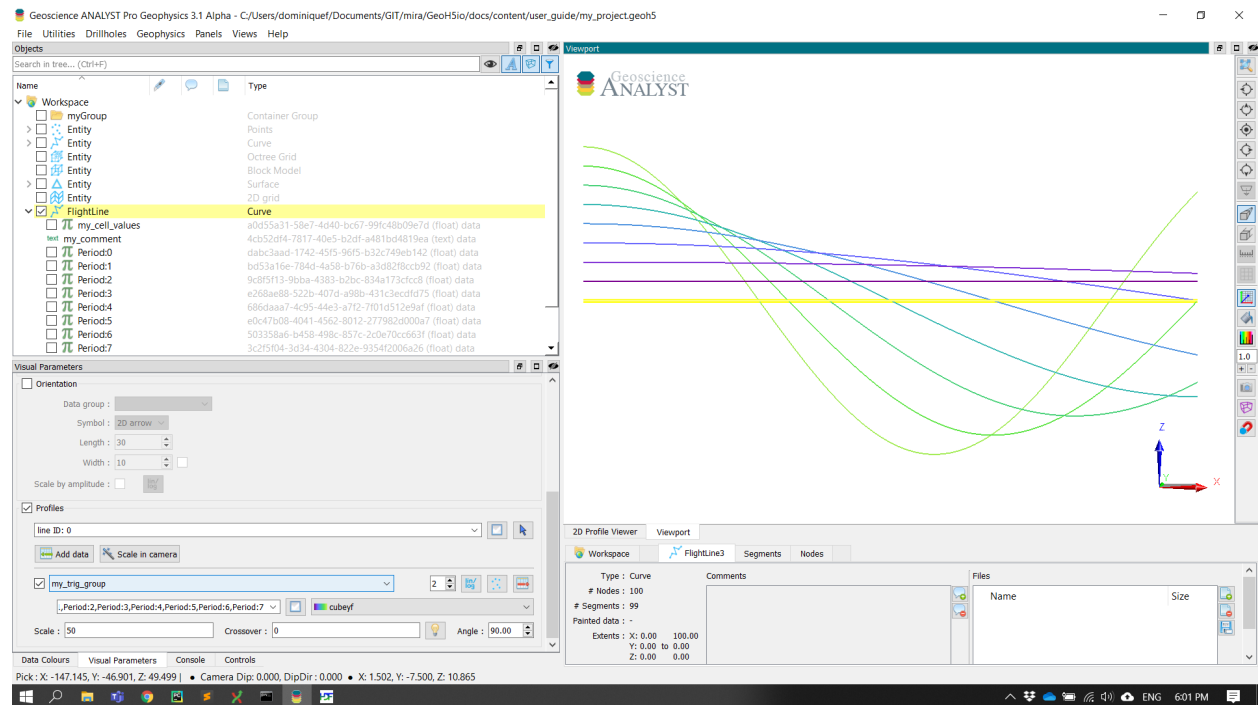 Geoscience ANALYST Pro Geophysics 3.1 Alpha - C:/Users/dominiquef/Documents/GIT/mira/GeoH5io/docs/content/user_guide/my_project.geoh5
File Utilities Drillholes Geophysics Panels Views Help
Objects
Search in tree... (Ctrl+F)
Name Type
Workspace
myGroup Container Group
Entity Points
Entity Curve
Entity Octree Grid
Entity Block Model
Entity Surface
Entity 2D grid
FlightLine Curve
my_cell_values a0d55a31-58e7-4d40-bc67-99fc48b09e7d (float) data
text my_comment 4cb52df4-7817-40e5-b2df-a481bd4819ea (text) data
Period:0 dabc3aad-1742-45f5-96f5-b32c749eb142 (float) data
Period:1 bd53a16e-784d-4a58-b76b-a3d82f8ccb92 (float) data
Period:2 9c8f5f13-9bba-4383-b2bc-834a173cfcc8 (float) data
Period:3 e268ae88-522b-407d-a98b-431c3ecdfd75 (float) data
Period:4 686daaa7-4c95-44e3-a7f2-7f01d512e9af (float) data
Period:5 e0c47b08-4041-4562-8012-277982d000a7 (float) data
Period:6 503358a6-b458-498c-857c-2c0e70cc663f (float) data
Period:7 3c2f5f04-3d34-4304-822e-9354f2006a26 (float) data
Visual Parameters
Orientation
Data group :
Symbol : 2D arrow
Length : 30
Width : 10
Scale by amplitude : lin/log
Profiles
line ID: 0
Add data Scale in camera
my_trig_group 2 lin/log
.,Period:2,Period:3,Period:4,Period:5,Period:6,Period:7 cubeyf
Scale : 50 Crossover : 0 Angle : 90.00
Data Colours Visual Parameters Console Controls
Viewport
Geoscience
ANALYST
Z
Y
X
1.0
+ -
2D Profile Viewer Viewport
Workspace FlightLine3 Segments Nodes
Type : Curve
# Nodes : 100
# Segments : 99
Painted data : -
Extents : X: 0.00 100.00
Y: 0.00 to 0.00
Z: 0.00 0.00
Comments
Files
Name Size
Pick : X: -147.145, Y: -46.901, Z: 49.499 | ● Camera Dip: 0.000, DipDir : 0.000 ● X: 1.502, Y: -7.500, Z: 10.865
ENG 6:01 PM